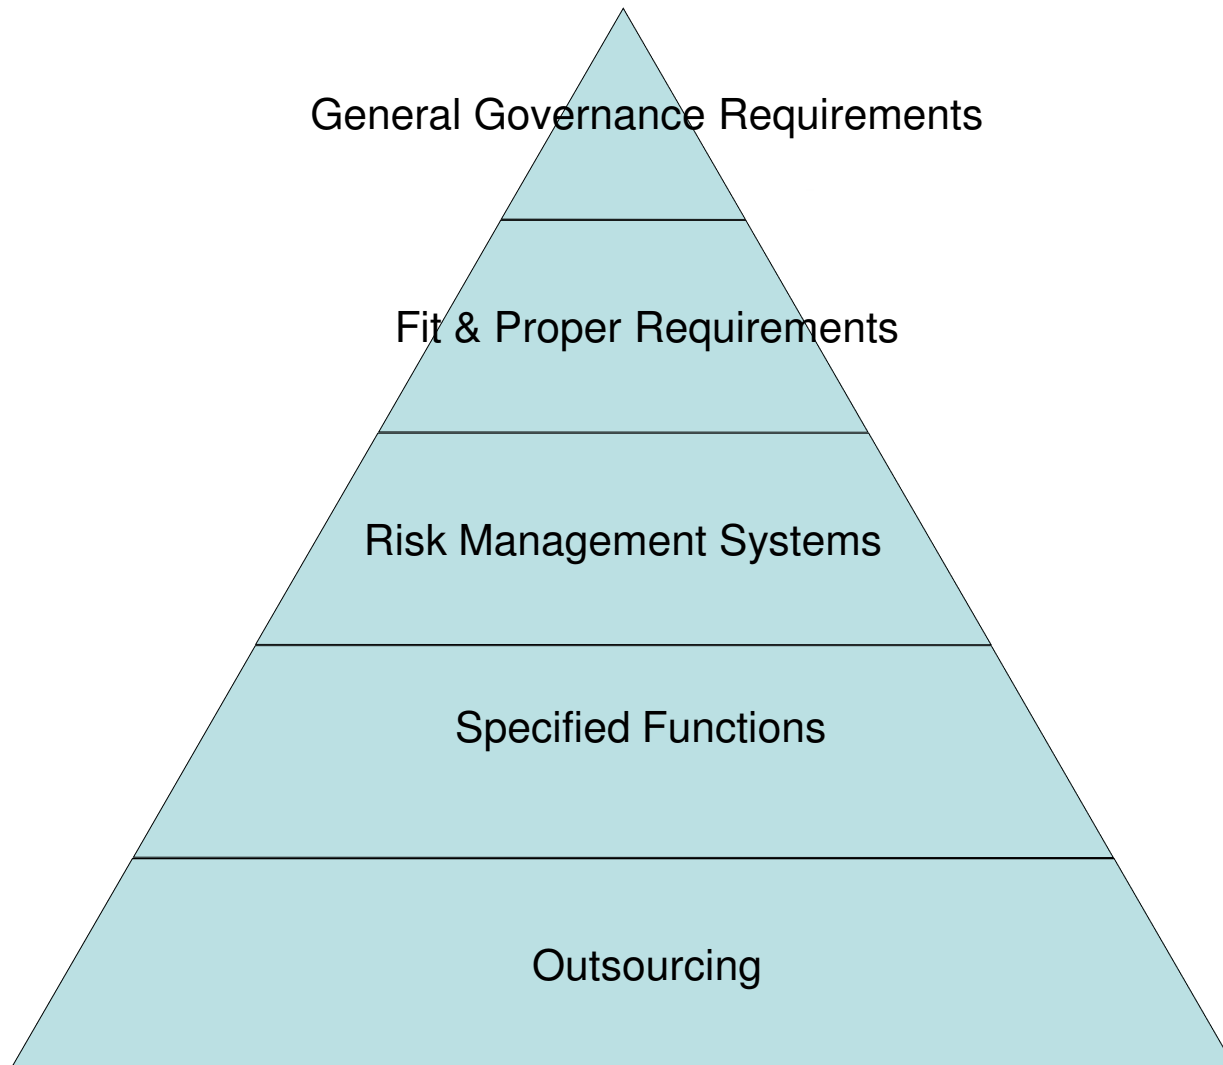 General Governance Requirements
Fit & Proper Requirements
Risk Management Systems
Specified Functions
Outsourcing